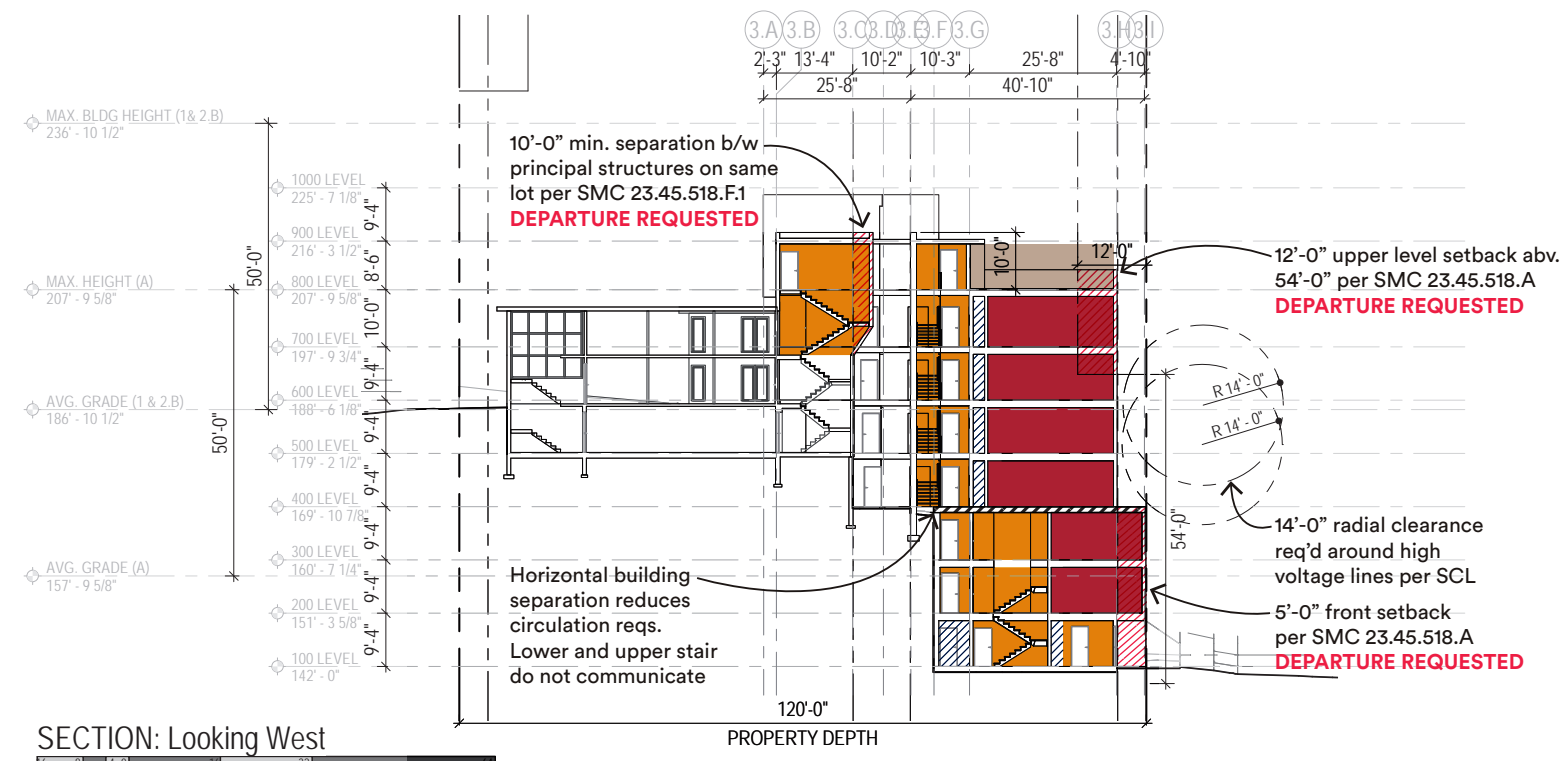 3.A 3.B 3.C 3.D 3.E 3.F 3.G 3.H 3.I
2'-3" 13'-4" 10'-2" 10'-3" 25'-8" 4'-10"
25'-8" 40'-10"
MAX. BLDG HEIGHT (1& 2.B)
236' - 10 1/2"
10'-0" min. separation b/w
principal structures on same
lot per SMC 23.45.518.F.1
DEPARTURE REQUESTED
1000 LEVEL
225' - 7 1/8"
9'-4"
900 LEVEL
216' - 3 1/2"
8'-6"
50'-0"
10'-0"
12'-0"
12'-0" upper level setback abv.
54'-0" per SMC 23.45.518.A
DEPARTURE REQUESTED
MAX. HEIGHT (A)
207' - 9 5/8"
800 LEVEL
207' - 9 5/8"
10'-0"
700 LEVEL
197' - 9 3/4"
9'-4"
R 14' - 0"
R 14' - 0"
AVG. GRADE (1 & 2.B)
186' - 10 1/2"
600 LEVEL
188' - 6 1/8"
9'-4"
50'-0"
500 LEVEL
179' - 2 1/2"
9'-4"
400 LEVEL
169' - 10 7/8"
9'-4"
54'-0"
14'-0" radial clearance
req'd around high
voltage lines per SCL
AVG. GRADE (A)
157' - 9 5/8"
300 LEVEL
160' - 7 1/4"
9'-4"
Horizontal building
separation reduces
circulation reqs.
Lower and upper stair
do not communicate
5'-0" front setback
per SMC 23.45.518.A
DEPARTURE REQUESTED
200 LEVEL
151' - 3 5/8"
9'-4"
100 LEVEL
142' - 0"
120'-0"
PROPERTY DEPTH
SECTION: Looking West